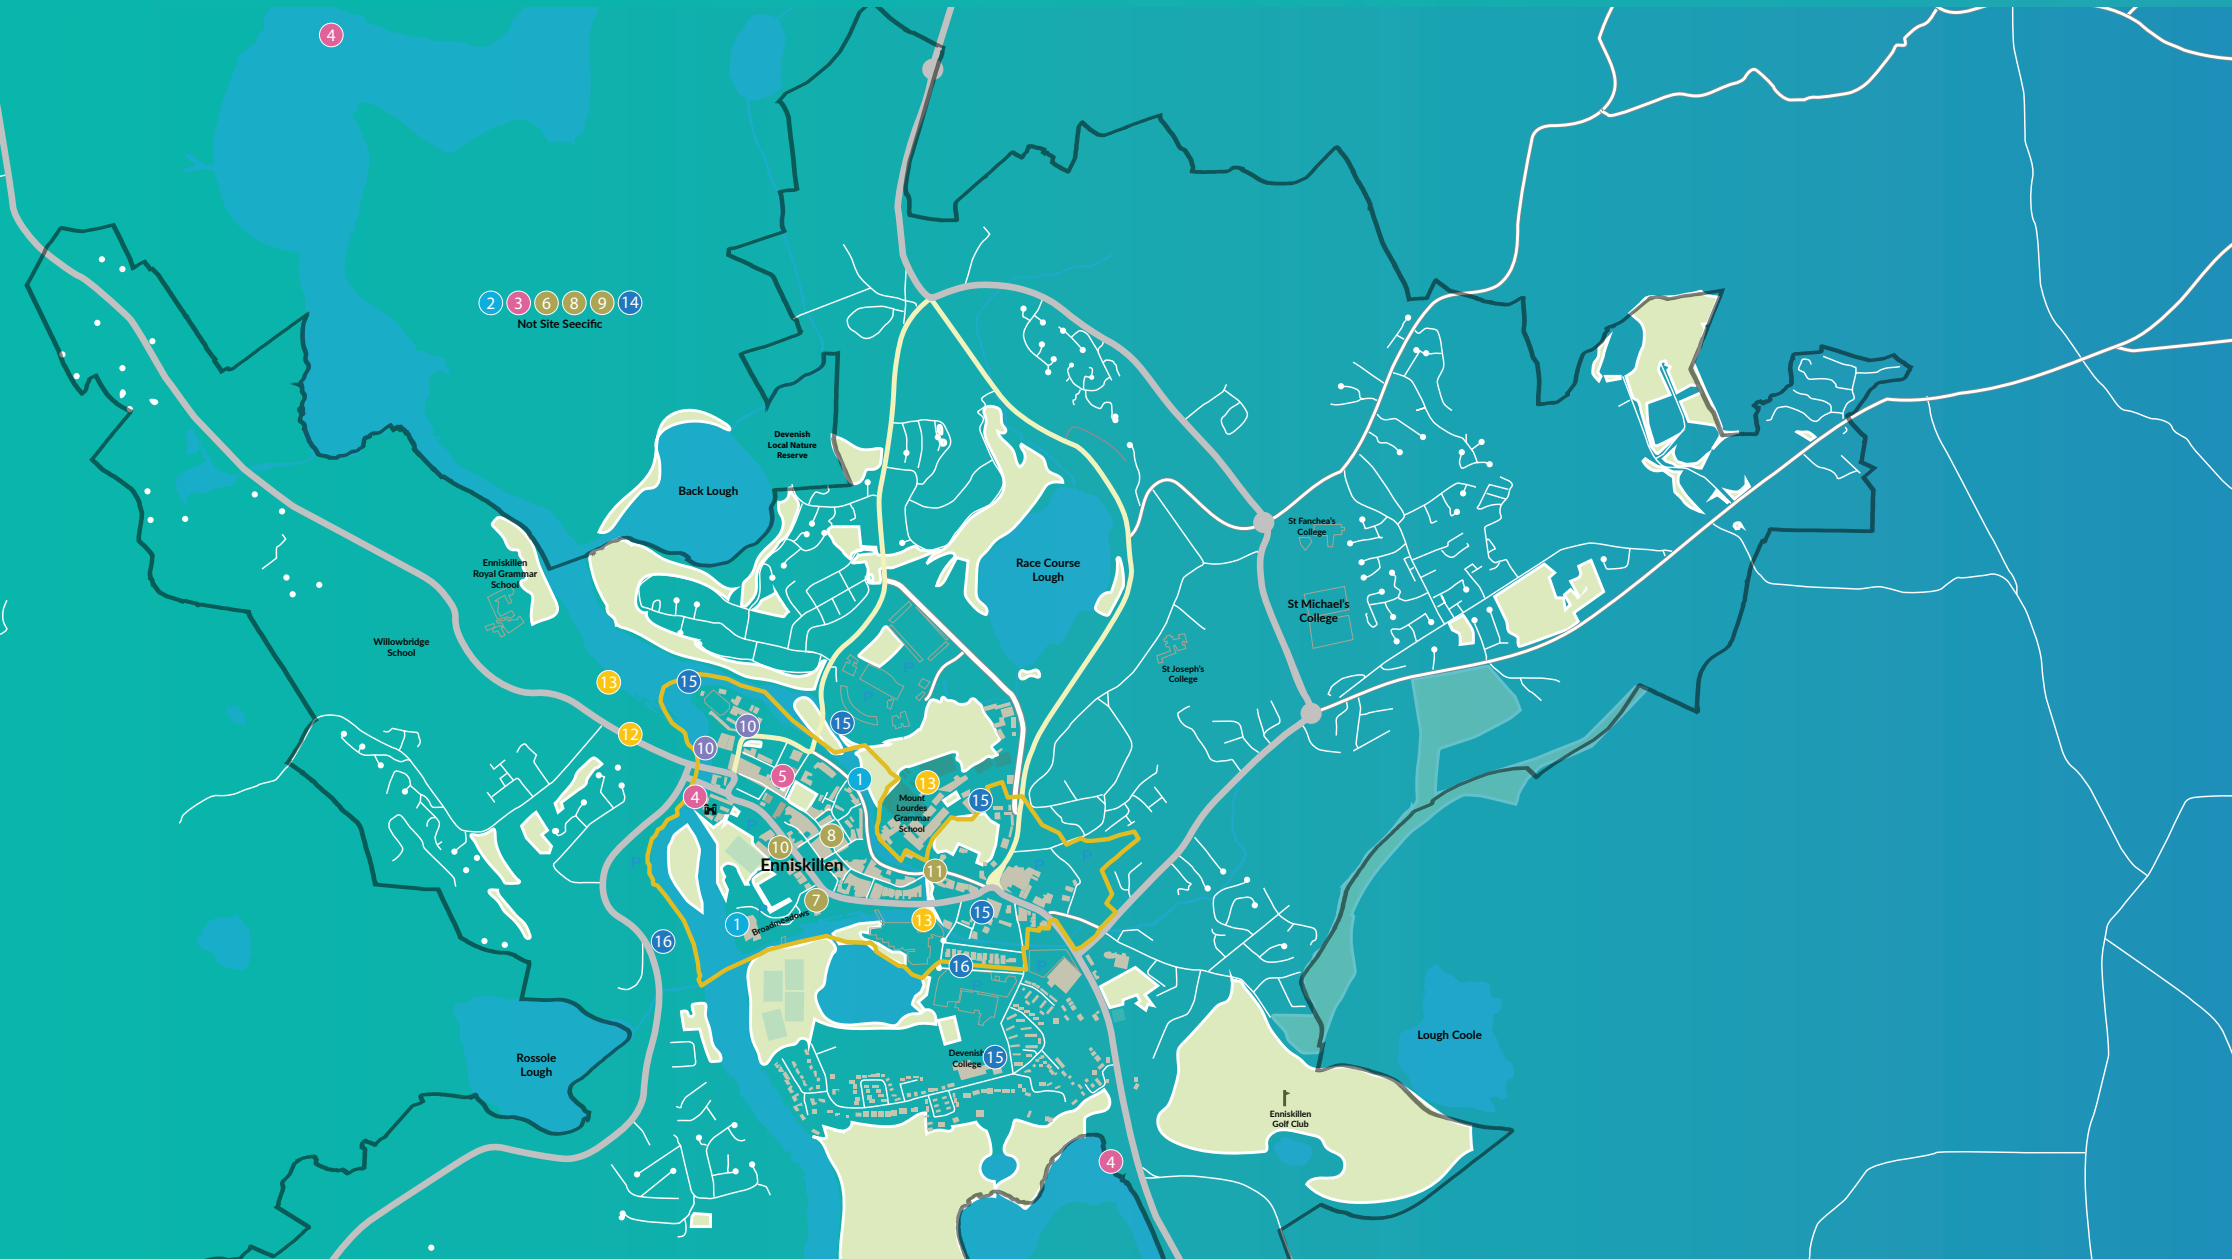 4
2 3 6 8 9 14
Not Site Seecific
Devenish
Local Nature
Reserve
Back Lough
St Fanchea's
College
Enniskillen
Royal Grammar
School
Race Course
Lough
St Michael's
College
Willowbridge
School
St Joseph's
College
13
15
15
10
12
10
5
1
13
4
15
Mount
Lourdes
Grammar
School
8
10
Enniskillen
11
7
Broadmeadows
1
13
15
16
16
P
P
P
P
P
P
P
Lough Coole
Devenish
College
15
Rossole
Lough
Enniskillen
Golf Club
4